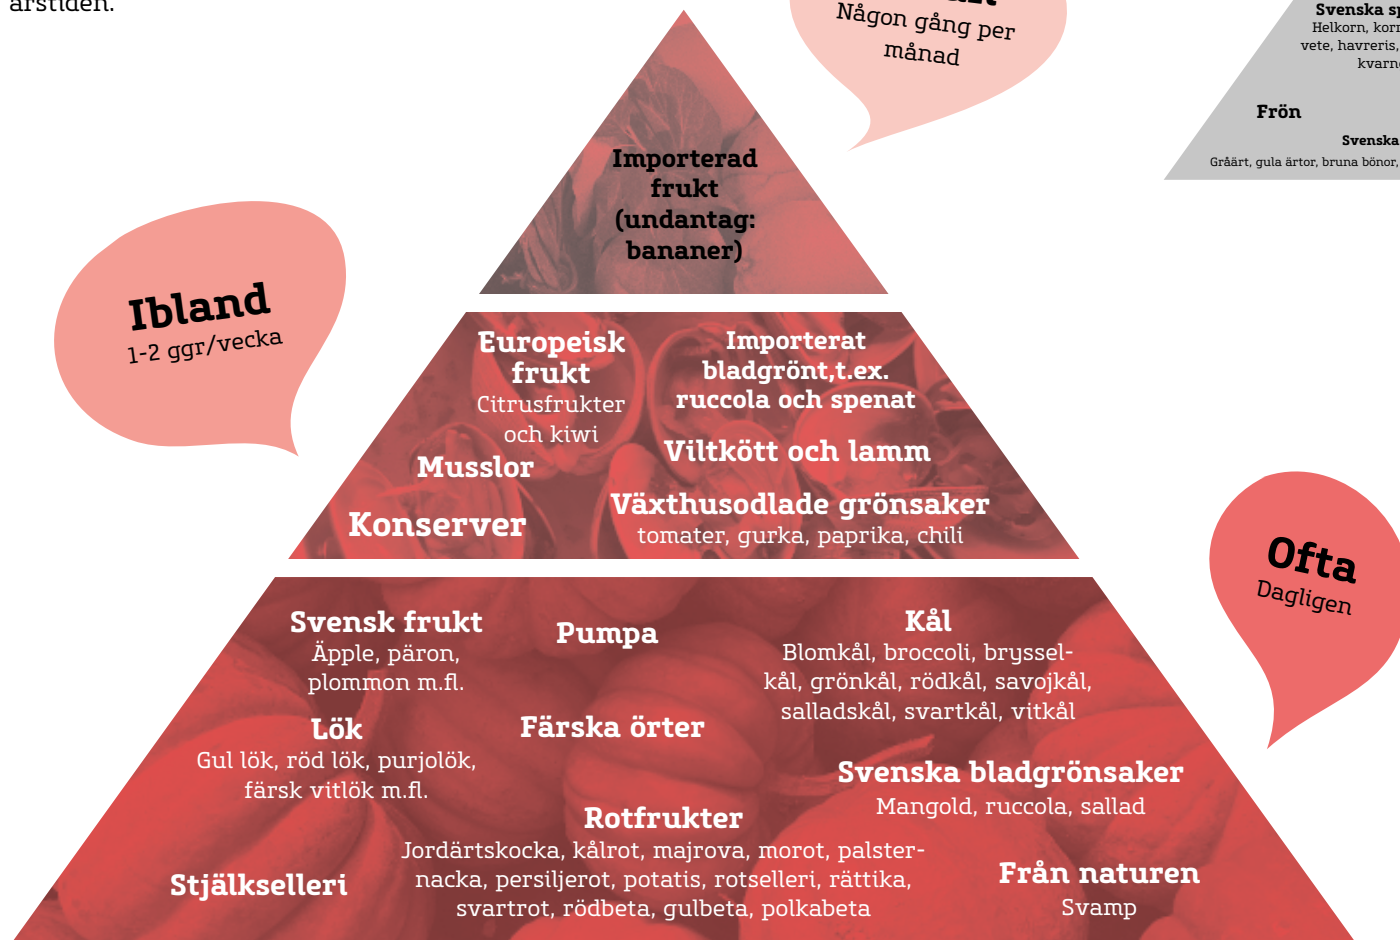 årstiden.
Någon gång per
månad
Svenska
Helkorn,
vete, havreris,
Frön
Svenska
Gråärt, gula ärtor, bruna bönor,
Importerad
frukt
(undantag:
bananer)
Ibland
1-2 ggr/vecka
Europeisk
frukt
Citrusfrukter
och kiwi
Musslor
Konserver
Importerat
bladgrönt,t.ex.
ruccola och spenat
Viltkött och lamm
Växthusodlade grönsaker
tomater, gurka, paprika, chili
Ofta
Dagligen
Svensk frukt
Äpple, päron,
plommon m.fl.
Pumpa
Kål
Blomkål, broccoli, bryssel-
kål, grönkål, rödkål, savojkål,
salladskål, svartkål, vitkål
Lök
Gul lök, röd lök, purjolök,
färsk vitlök m.fl.
Färska örter
Svenska bladgrönsaker
Mangold, ruccola, sallad
Rotfrukter
Jordärtskocka, kålrot, majrova, morot, palster-
nacka, persiljerot, potatis, rotselleri, rättika,
svartrot, rödbeta, gulbeta, polkabeta
Stjälkselleri
Från naturen
Svamp